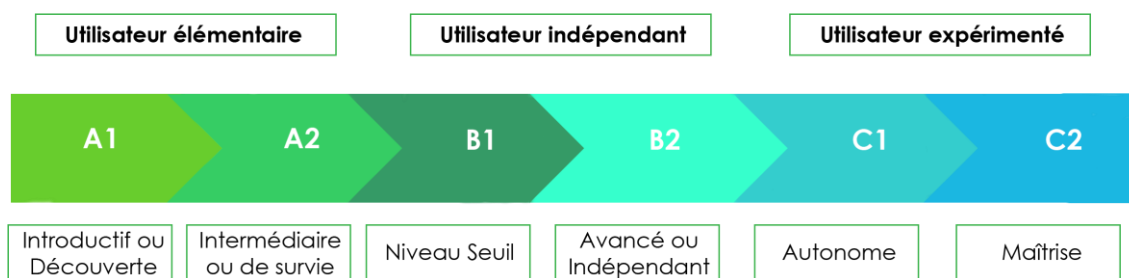 Utilisateur élémentaire
Utilisateur indépendant
Utilisateur expérimenté
A1
A2
B1
B2
C1
C2
Introductif ou
Découverte
Intermédiaire
ou de survie
Niveau Seuil
Avancé ou
Indépendant
Autonome
Maîtrise